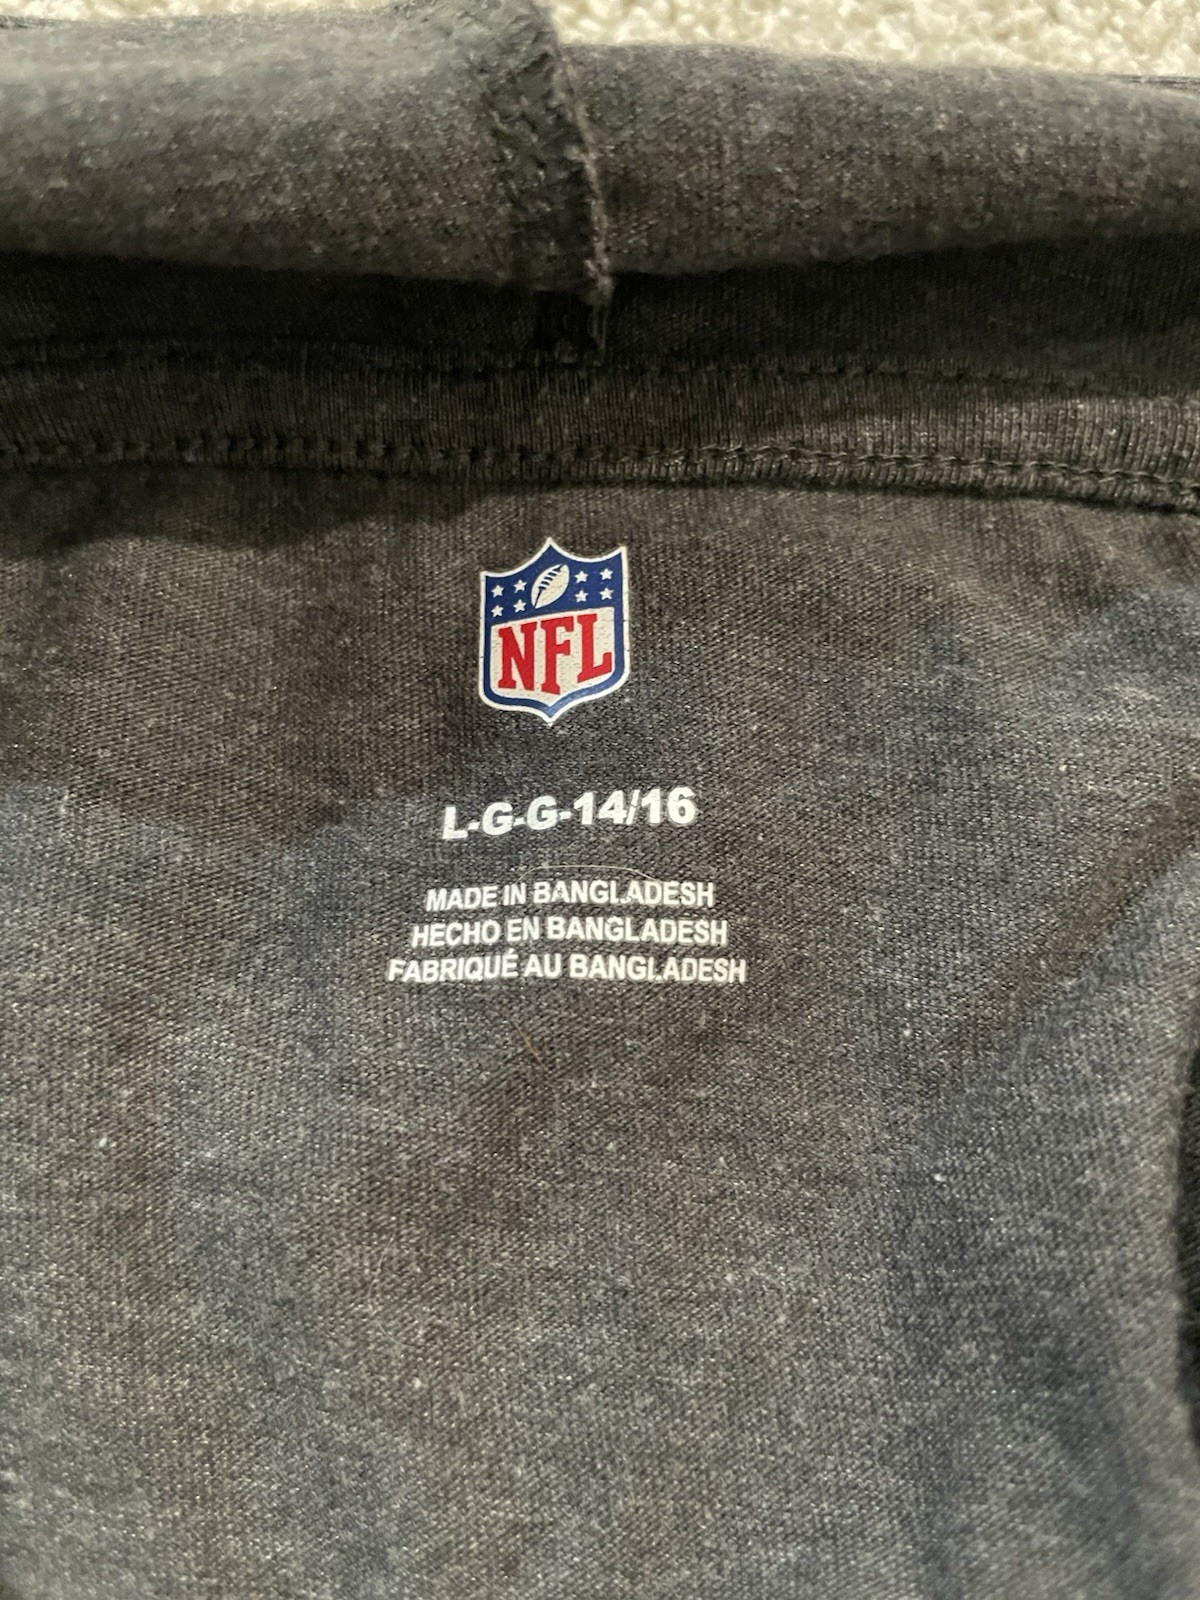 NFL
L-G-G-14/16
MADE IN BANGLADESH
HECHO EN BANGLADESH
FABRIQUÉ AU BANGLADESH